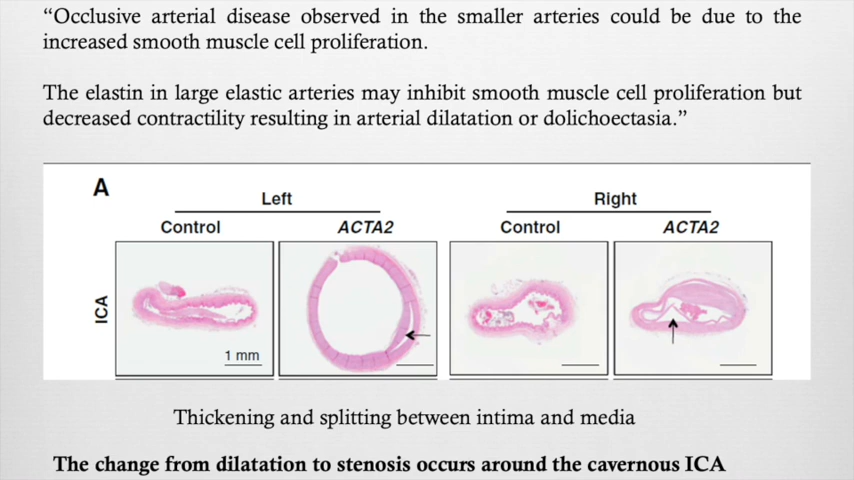 “Occlusive arterial disease observed in the smaller arteries could be due to the
increased smooth muscle cell proliferation.
The elastin in large elastic arteries may inhibit smooth muscle cell proliferation but
decreased contractility resulting in arterial dilatation or dolichoectasia.”
A
Left Right
Control ACTA2 Control ACTA2
ICA
1 mm
Thickening and splitting between intima and media
The change from dilatation to stenosis occurs around the cavernous ICA